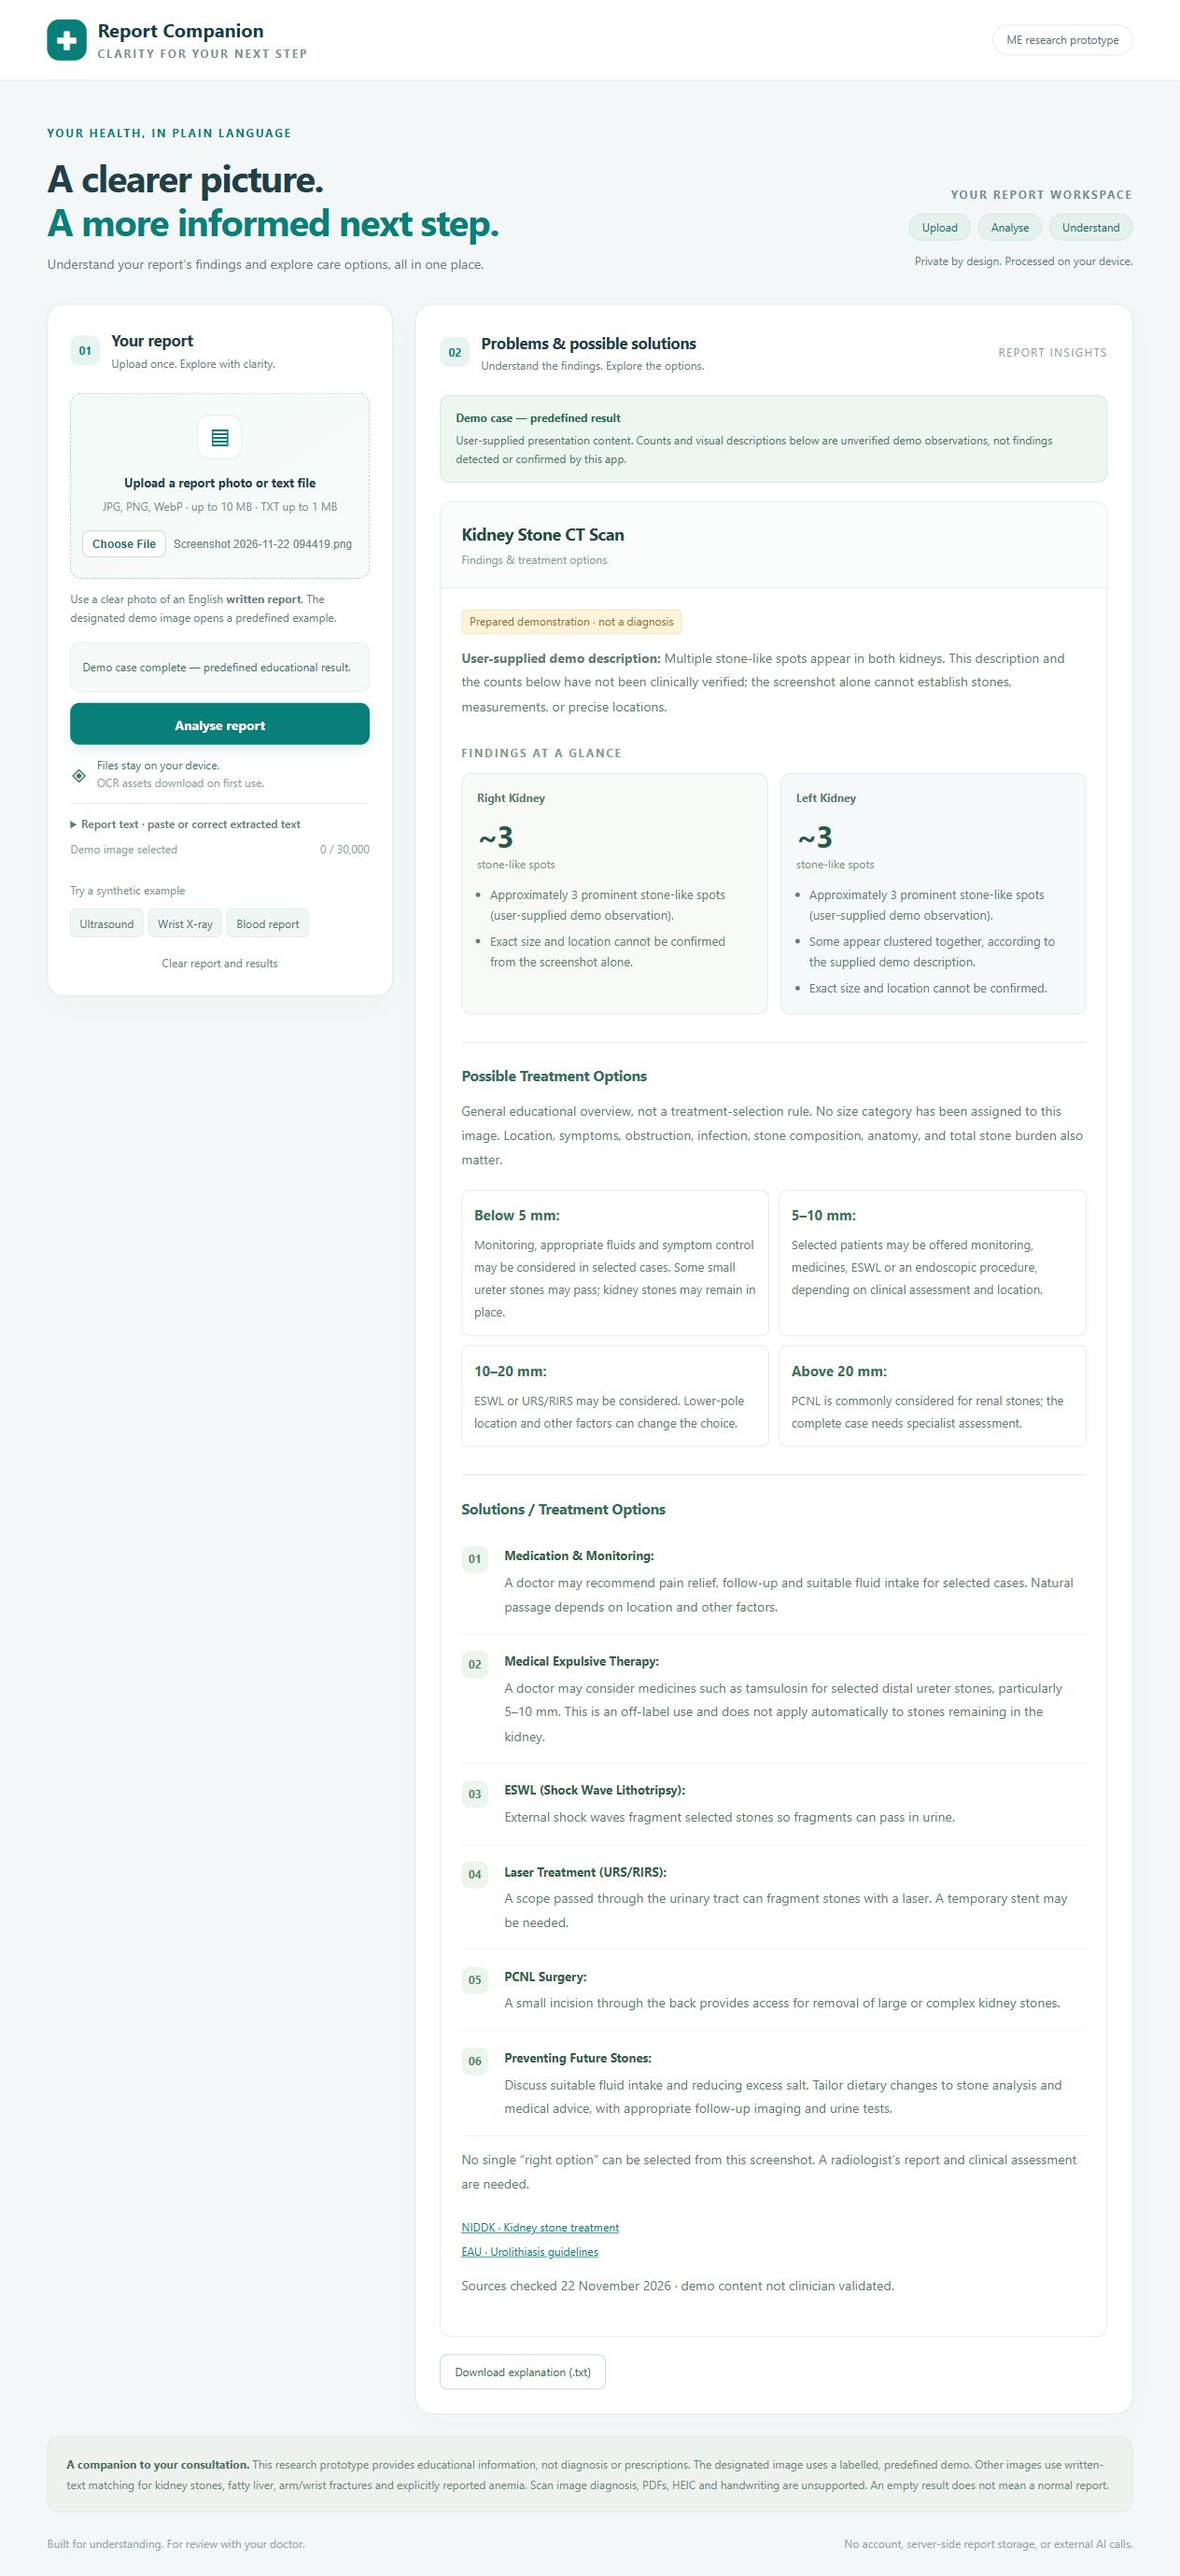 Report Companion
CLARITY FOR YOUR NEXT STEP
ME research prototype
YOUR HEALTH, IN PLAIN LANGUAGE
A clearer picture.
A more informed next step.
Understand your report's findings and explore care options, all in one place.
YOUR REPORT WORKSPACE
Upload
Analyse
Understand
Private by design. Processed on your device.
01
Your report
Upload once. Explore with clarity.
Upload a report photo or text file
JPG, PNG, WebP · up to 10 MB · TXT up to 1 MB
Choose File Screenshot 2026-11-22 094419.png
Use a clear photo of an English written report. The
designated demo image opens a predefined example.
Demo case complete — predefined educational result.
Analyse report
Files stay on your device.
OCR assets download on first use.
Report text · paste or correct extracted text
Demo image selected 0 / 30,000
Try a synthetic example
Ultrasound
Wrist X-ray
Blood report
Clear report and results
02
Problems & possible solutions
Understand the findings. Explore the options.
REPORT INSIGHTS
Demo case — predefined result
User-supplied presentation content. Counts and visual descriptions below are unverified demo observations, not findings
detected or confirmed by this app.
Kidney Stone CT Scan
Findings & treatment options
Prepared demonstration · not a diagnosis
User-supplied demo description: Multiple stone-like spots appear in both kidneys. This description and
the counts below have not been clinically verified; the screenshot alone cannot establish stones,
measurements, or precise locations.
FINDINGS AT A GLANCE
Right Kidney
~3
stone-like spots
Approximately 3 prominent stone-like spots
(user-supplied demo observation).
Exact size and location cannot be confirmed
from the screenshot alone.
Left Kidney
~3
stone-like spots
Approximately 3 prominent stone-like spots
(user-supplied demo observation).
Some appear clustered together, according to
the supplied demo description.
Exact size and location cannot be confirmed.
Possible Treatment Options
General educational overview, not a treatment-selection rule. No size category has been assigned to this
image. Location, symptoms, obstruction, infection, stone composition, anatomy, and total stone burden also
matter.
Below 5 mm:
Monitoring, appropriate fluids and symptom control
may be considered in selected cases. Some small
ureter stones may pass; kidney stones may remain in
place.
5–10 mm:
Selected patients may be offered monitoring,
medicines, ESWL or an endoscopic procedure,
depending on clinical assessment and location.
10–20 mm:
ESWL or URS/RIRS may be considered. Lower-pole
location and other factors can change the choice.
Above 20 mm:
PCNL is commonly considered for renal stones; the
complete case needs specialist assessment.
Solutions / Treatment Options
01
Medication & Monitoring:
A doctor may recommend pain relief, follow-up and suitable fluid intake for selected cases. Natural
passage depends on location and other factors.
02
Medical Expulsive Therapy:
A doctor may consider medicines such as tamsulosin for selected distal ureter stones, particularly
5–10 mm. This is an off-label use and does not apply automatically to stones remaining in the
kidney.
03
ESWL (Shock Wave Lithotripsy):
External shock waves fragment selected stones so fragments can pass in urine.
04
Laser Treatment (URS/RIRS):
A scope passed through the urinary tract can fragment stones with a laser. A temporary stent may
be needed.
05
PCNL Surgery:
A small incision through the back provides access for removal of large or complex kidney stones.
06
Preventing Future Stones:
Discuss suitable fluid intake and reducing excess salt. Tailor dietary changes to stone analysis and
medical advice, with appropriate follow-up imaging and urine tests.
No single "right option" can be selected from this screenshot. A radiologist's report and clinical assessment
are needed.
NIDDK · Kidney stone treatment
EAU · Urolithiasis guidelines
Sources checked 22 November 2026 · demo content not clinician validated.
Download explanation (.txt)
A companion to your consultation. This research prototype provides educational information, not diagnosis or prescriptions. The designated image uses a labelled, predefined demo. Other images use written-
text matching for kidney stones, fatty liver, arm/wrist fractures and explicitly reported anemia. Scan image diagnosis, PDFs, HEIC and handwriting are unsupported. An empty result does not mean a normal report.
Built for understanding. For review with your doctor.
No account, server-side report storage, or external AI calls.